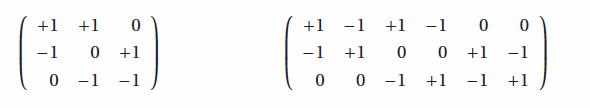 +1 +1 0 +1 −1 +1 −1 0 0
−1 0 +1 −1 +1 0 0 +1 −1
0 −1 −1 0 0 −1 +1 −1 +1